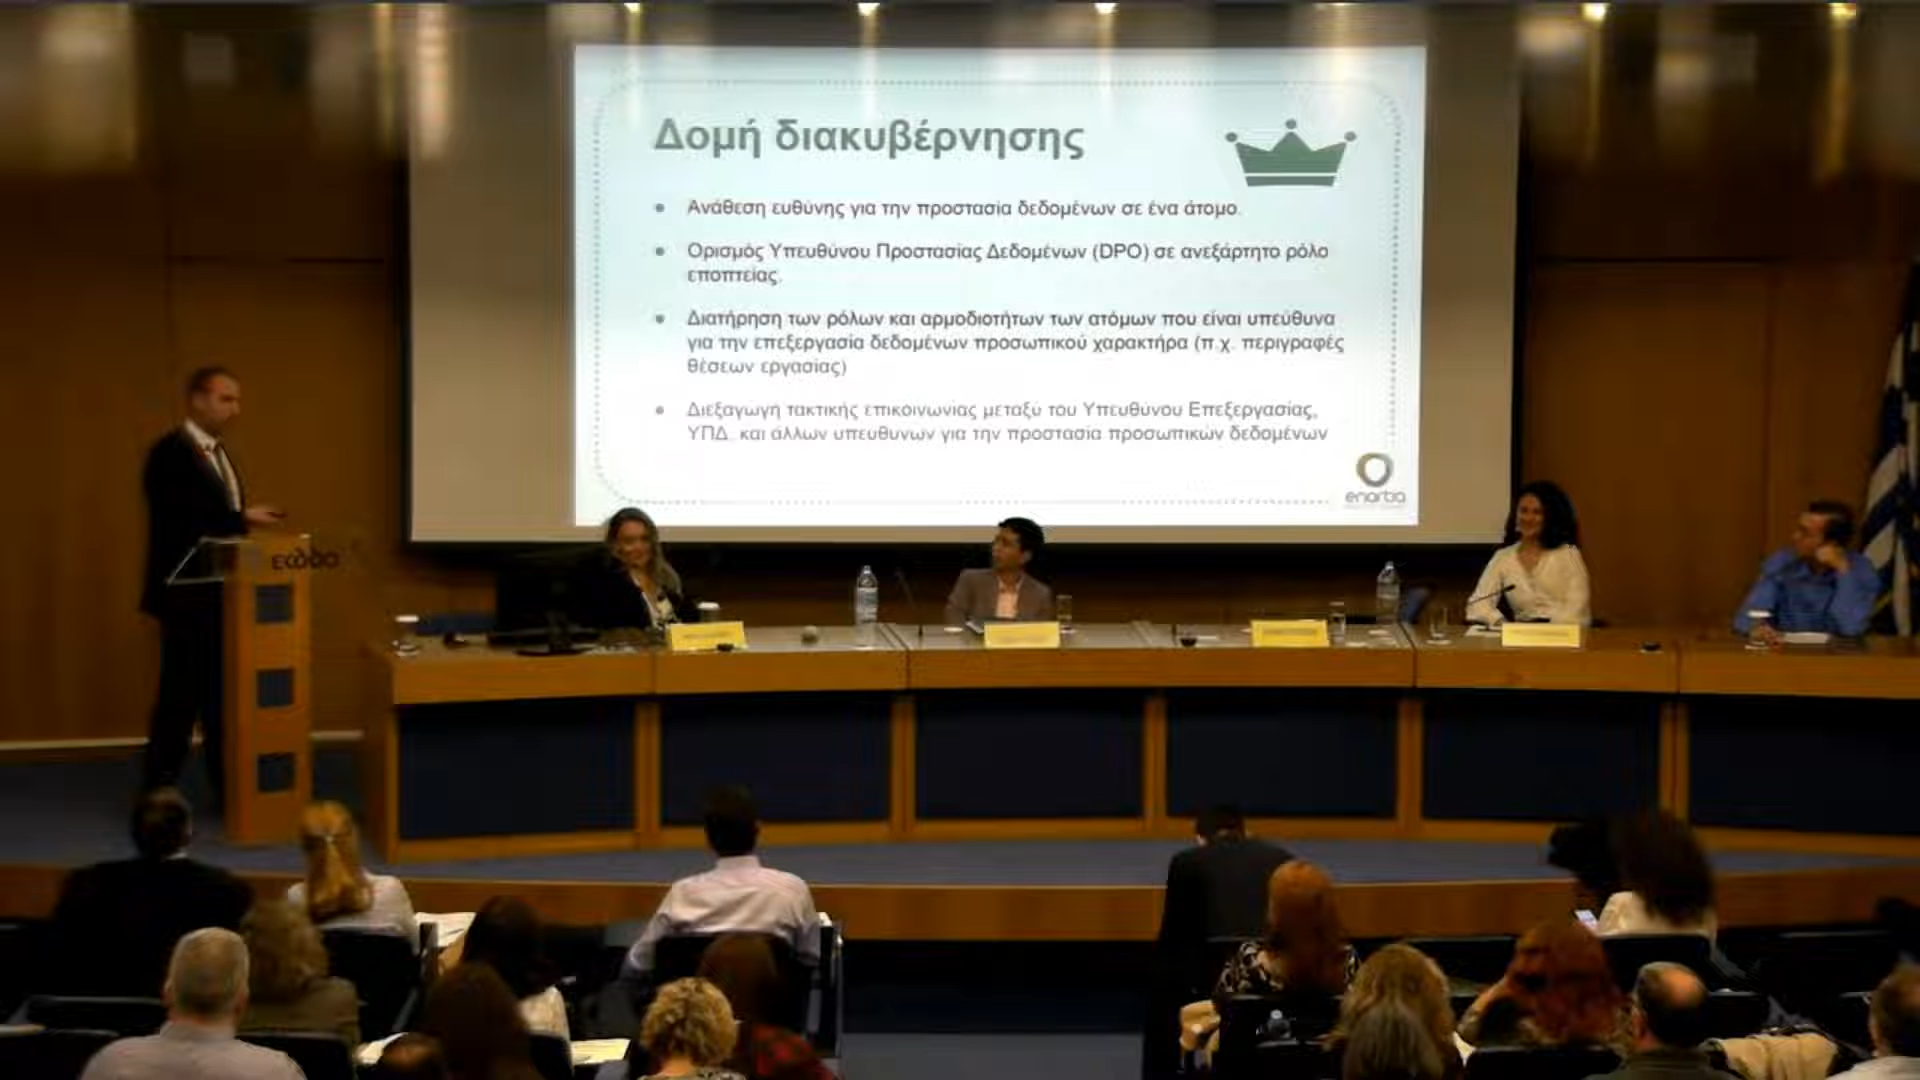 Δομή διακυβέρνησης
• Ανάθεση ευθύνης για την προστασία δεδομένων σε ένα άτομο.
• Ορισμός Υπευθύνου Προστασίας Δεδομένων (DPO) σε ανεξάρτητο ρόλο
εποπτείας.
• Διατήρηση των ρόλων και αρμοδιοτήτων των ατόμων που είναι υπεύθυνα
για την επεξεργασία δεδομένων προσωπικού χαρακτήρα (π.χ. περιγραφές
θέσεων εργασίας)
• Διεξαγωγή τακτικής επικοινωνίας μεταξύ του Υπευθύνου Επεξεργασίας,
ΥΠΔ. και άλλων υπευθύνων για την προστασία προσωπικών δεδομένων
enartia